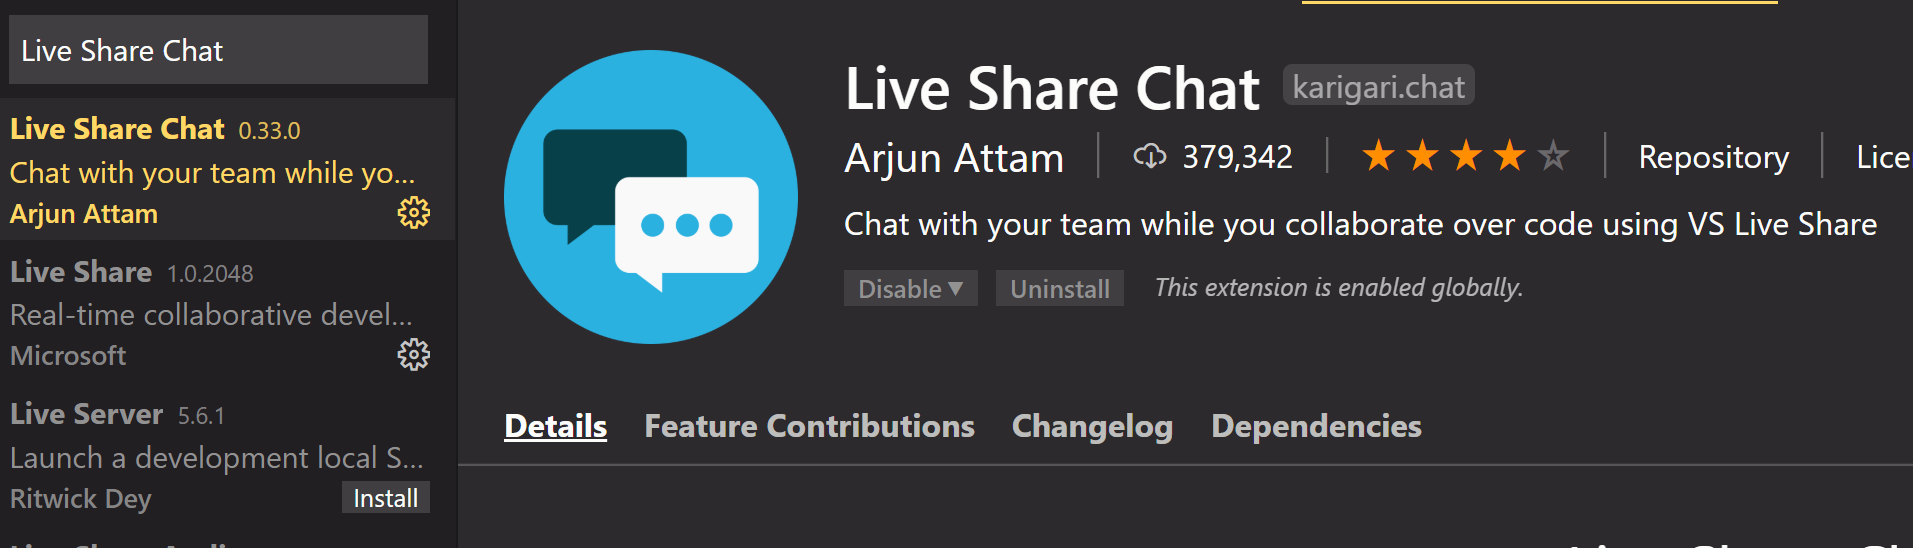 Live Share Chat
Live Share Chat 0.33.0
Chat with your team while yo...
Arjun Attam
Live Share 1.0.2048
Real-time collaborative devel...
Microsoft
Live Server 5.6.1
Launch a development local S...
Ritwick Dey Install
Live Share Chat karigari.chat
Arjun Attam 379,342 Repository Lice
Chat with your team while you collaborate over code using VS Live Share
Disable Uninstall This extension is enabled globally.
Details Feature Contributions Changelog Dependencies